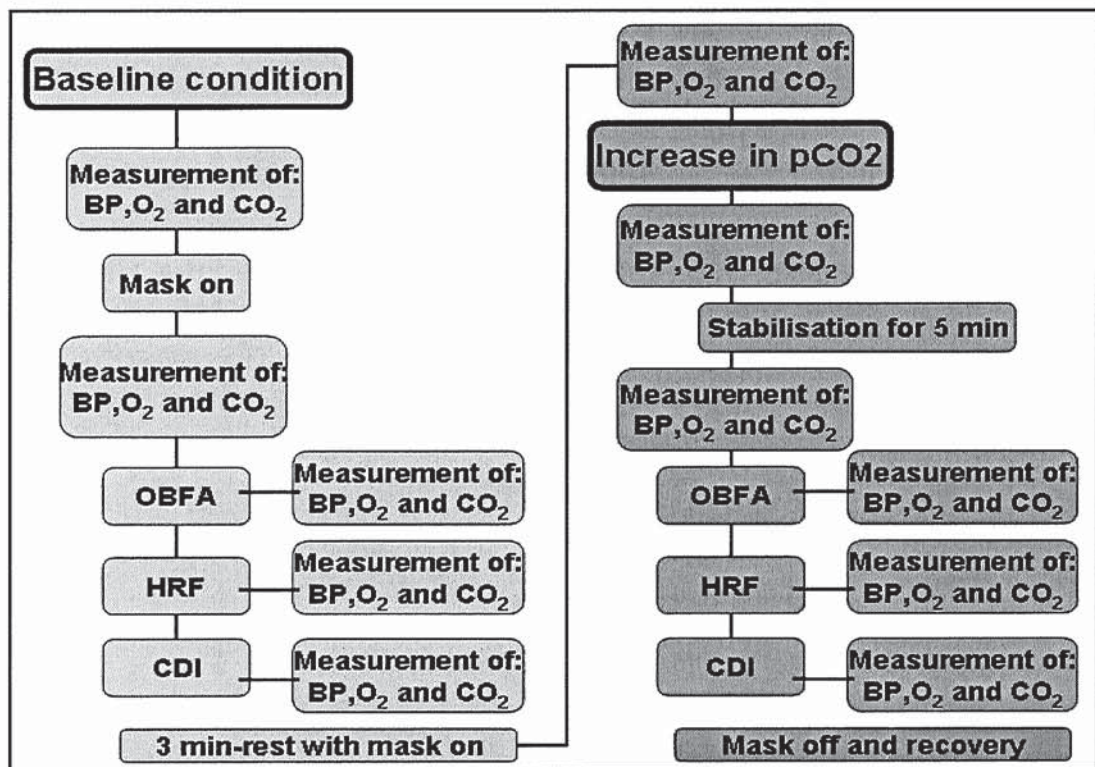 Baseline condition
Measurement of:
BP,O₂ and CO₂
Mask on
Measurement of:
BP,O₂ and CO₂
OBFA
Measurement of:
BP,O₂ and CO₂
HRF
Measurement of:
BP,O₂ and CO₂
CDI
Measurement of:
BP,O₂ and CO₂
3 min-rest with mask on
Measurement of:
BP,O₂ and CO₂
Increase in pCO2
Measurement of:
BP,O₂ and CO₂
Stabilisation for 5 min
Measurement of:
BP,O₂ and CO₂
OBFA
Measurement of:
BP,O₂ and CO₂
HRF
Measurement of:
BP,O₂ and CO₂
CDI
Measurement of:
BP,O₂ and CO₂
Mask off and recovery